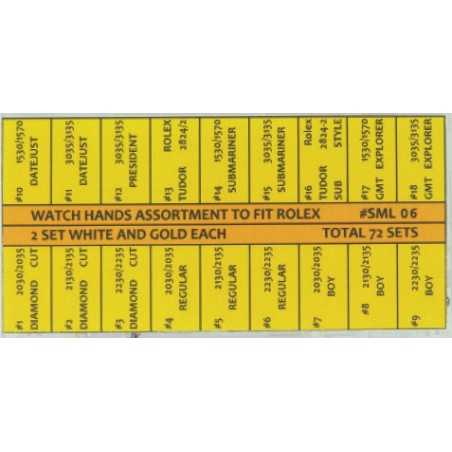 #10 1530/1570
DATEJUST
#11 3035/3135
DATEJUST
#12 3035/3135
PRESIDENT
#13 ROLEX
TUDOR 2824/2
#14 1530/1570
SUBMARINER
#15 3035/3135
SUBMARINER
#16 Rolex
TUDOR 2824-2
SUB STYLE
#17 1530/1570
GMT EXPLORER
#18 3035/3135
GMT EXPLORER
WATCH HANDS ASSORTMENT TO FIT ROLEX #SML 06
2 SET WHITE AND GOLD EACH TOTAL 72 SETS
#1 2030/2035
DIAMOND CUT
#2 2130/2135
DIAMOND CUT
#3 2230/2235
DIAMOND CUT
#4 2030/2035
REGULAR
#5 2130/2135
REGULAR
#6 2230/2235
REGULAR
#7 2030/2035
BOY
#8 2130/2135
BOY
#9 2230/2235
BOY